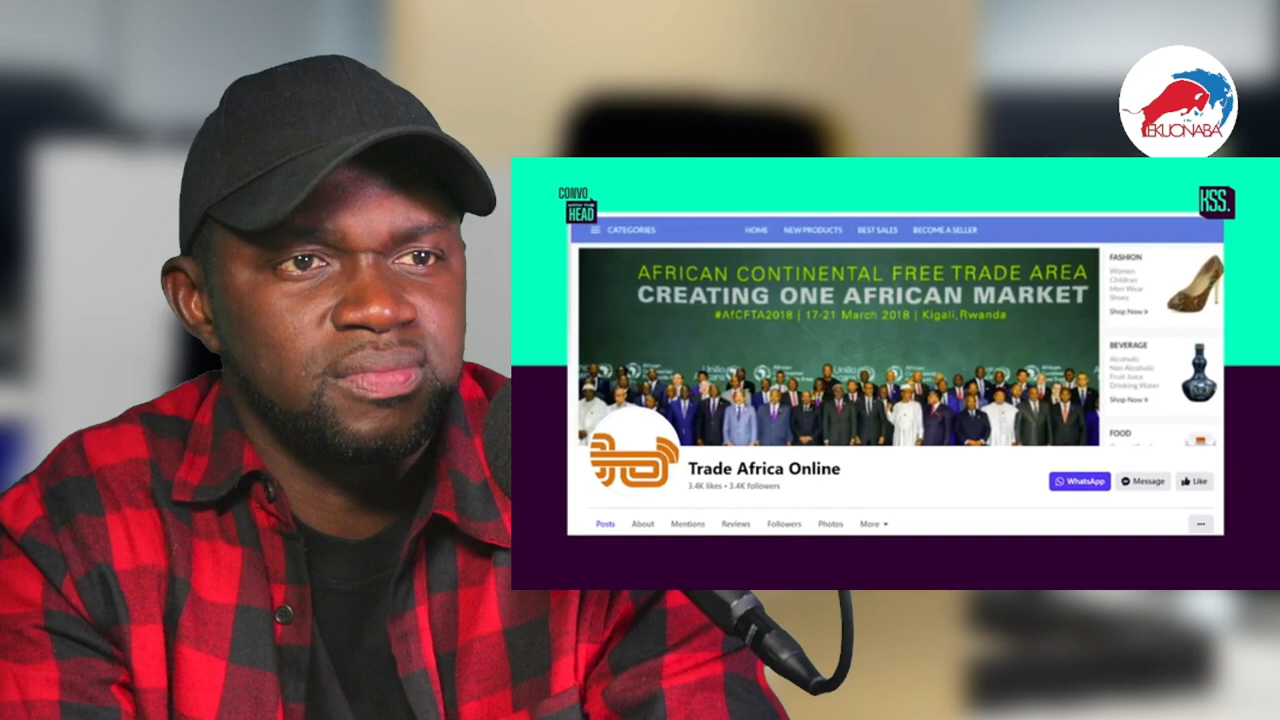 EKUONABA
CONVO
WITH THE
HEAD
KSS.
CATEGORIES
HOME
NEW PRODUCTS
BEST SALES
BECOME A SELLER
AFRICAN CONTINENTAL FREE TRADE AREA
CREATING ONE AFRICAN MARKET
#AfCFTA2018 | 17-21 March 2018 | Kigali, Rwanda
FASHION
Women
Children
Men Wear
Shoes
Shop Now
BEVERAGE
Alcoholic
Non Alcoholic
Fruit Juice
Drinking Water
Shop Now
FOOD
Trade Africa Online
3.4K likes • 3.4K followers
WhatsApp
Message
Like
Posts
About
Mentions
Reviews
Followers
Photos
More